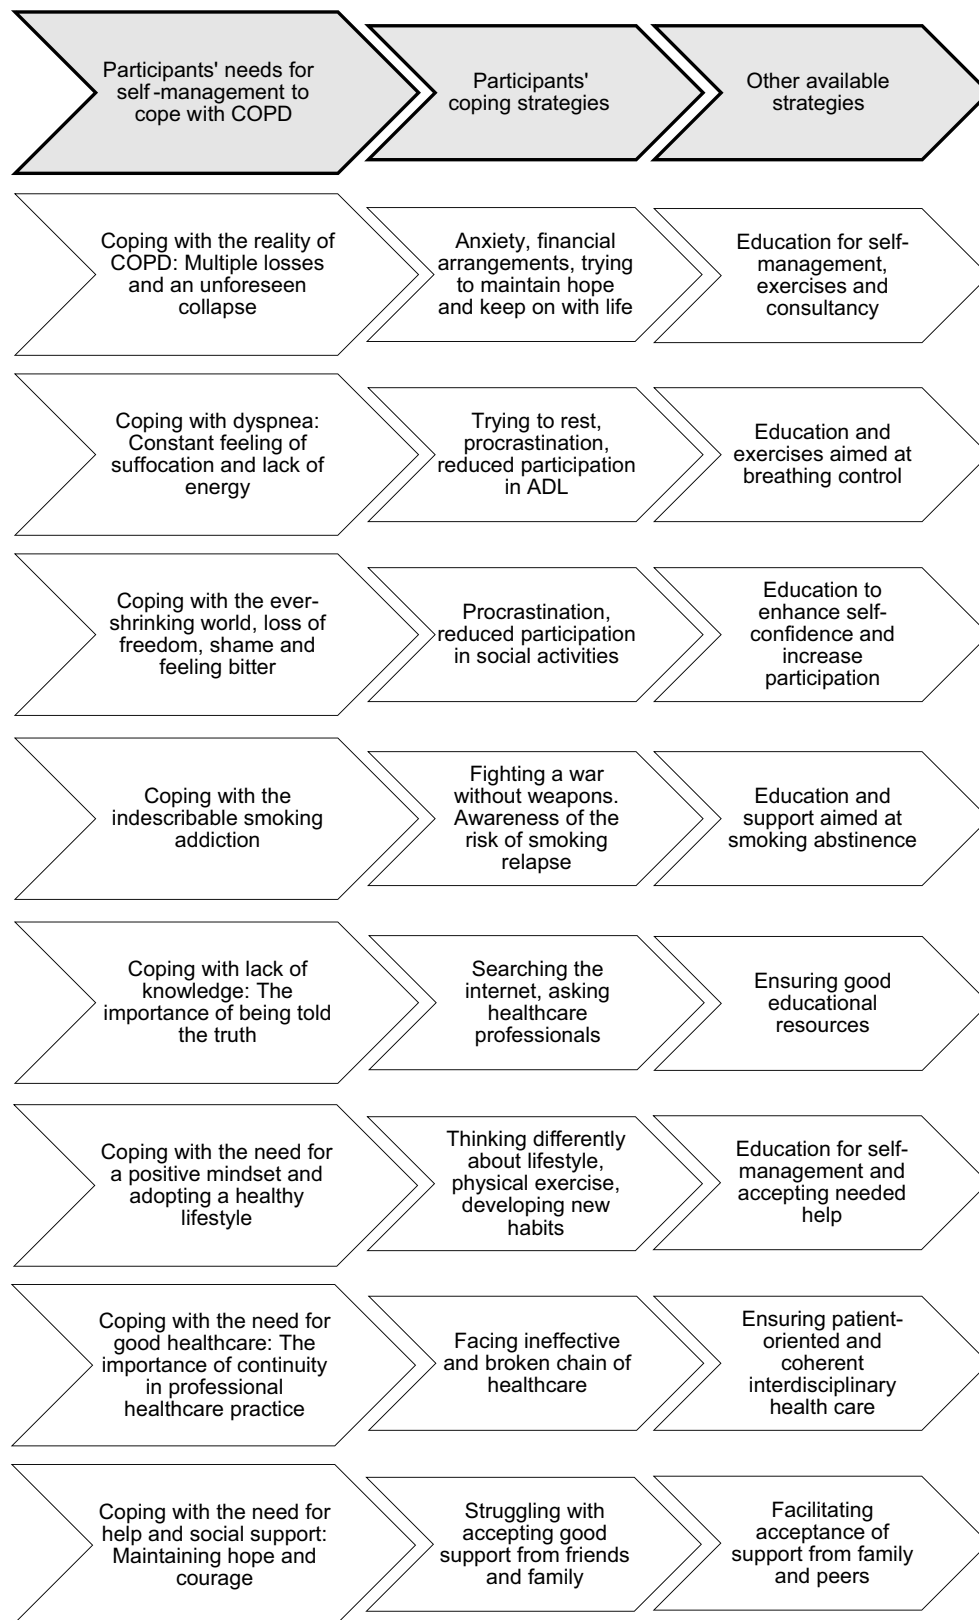 Participants' needs for
self-management to
cope with COPD
Participants'
coping strategies
Other available
strategies
Coping with the reality of
COPD: Multiple losses
and an unforeseen
collapse
Anxiety, financial
arrangements, trying
to maintain hope
and keep on with life
Education for self-
management,
exercises and
consultancy
Coping with dyspnea:
Constant feeling of
suffocation and lack of
energy
Trying to rest,
procrastination,
reduced participation
in ADL
Education and
exercises aimed at
breathing control
Coping with the ever-
shrinking world, loss of
freedom, shame and
feeling bitter
Procrastination,
reduced participation
in social activities
Education to
enhance self-
confidence and
increase
participation
Coping with the
indescribable smoking
addiction
Fighting a war
without weapons.
Awareness of the
risk of smoking
relapse
Education and
support aimed at
smoking abstinence
Coping with lack of
knowledge: The
importance of being told
the truth
Searching the
internet, asking
healthcare
professionals
Ensuring good
educational
resources
Coping with the need for
a positive mindset and
adopting a healthy
lifestyle
Thinking differently
about lifestyle,
physical exercise,
developing new
habits
Education for self-
management and
accepting needed
help
Coping with the need for
good healthcare: The
importance of continuity
in professional
healthcare practice
Facing ineffective
and broken chain of
healthcare
Ensuring patient-
oriented and
coherent
interdisciplinary
health care
Coping with the need for
help and social support:
Maintaining hope and
courage
Struggling with
accepting good
support from friends
and family
Facilitating
acceptance of
support from family
and peers